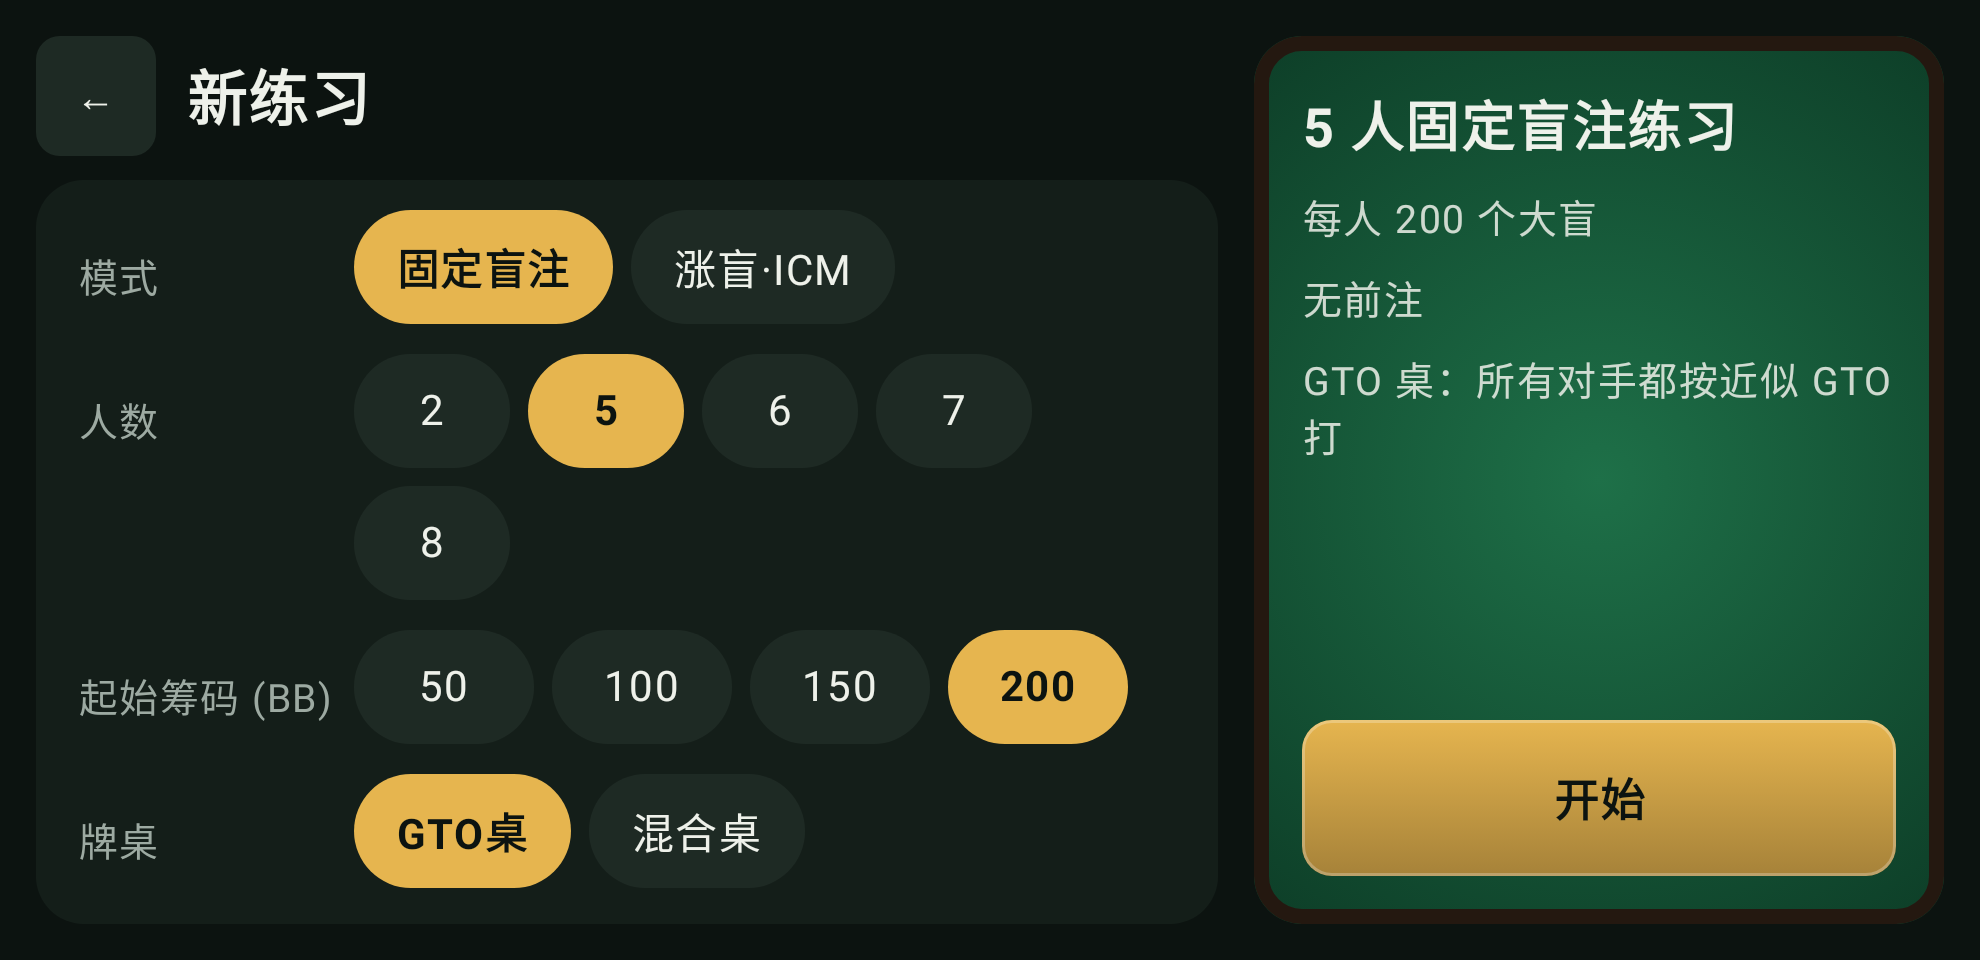 ←
新练习
模式
固定盲注
涨盲·ICM
人数
2
5
6
7
8
起始筹码 (BB)
50
100
150
200
牌桌
GTO桌
混合桌
5 人固定盲注练习
每人 200 个大盲
无前注
GTO 桌：所有对手都按近似 GTO
打
开始